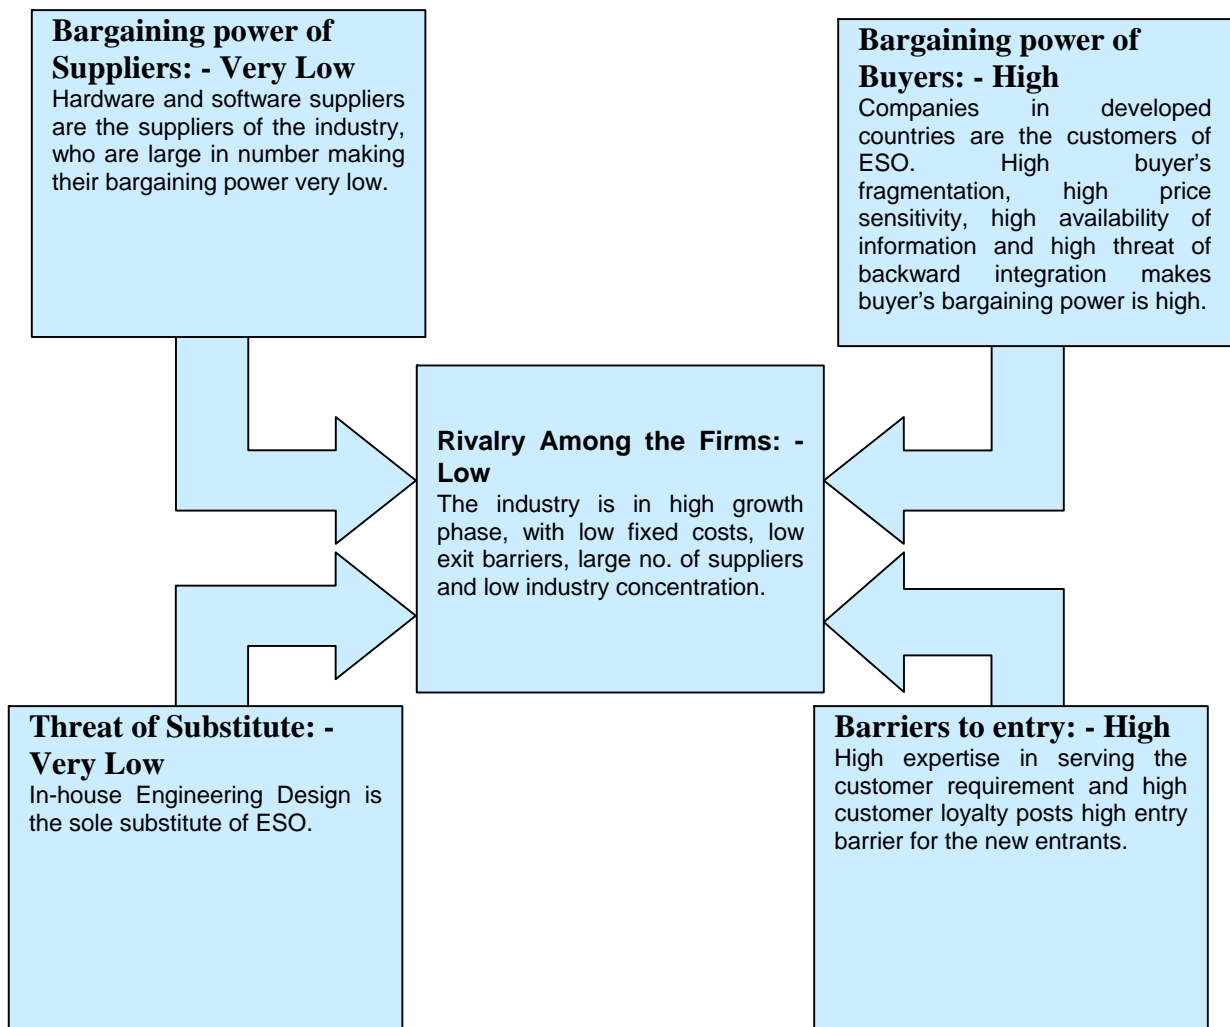 Bargaining power of
Suppliers: - Very Low
Hardware and software suppliers
are the suppliers of the industry,
who are large in number making
their bargaining power very low.
Bargaining power of
Buyers: - High
Companies in developed
countries are the customers of
ESO. High buyer's
fragmentation, high price
sensitivity, high availability of
information and high threat of
backward integration makes
buyer's bargaining power is high.
Rivalry Among the Firms: -
Low
The industry is in high growth
phase, with low fixed costs, low
exit barriers, large no. of suppliers
and low industry concentration.
Threat of Substitute: -
Very Low
In-house Engineering Design is
the sole substitute of ESO.
Barriers to entry: - High
High expertise in serving the
customer requirement and high
customer loyalty posts high entry
barrier for the new entrants.